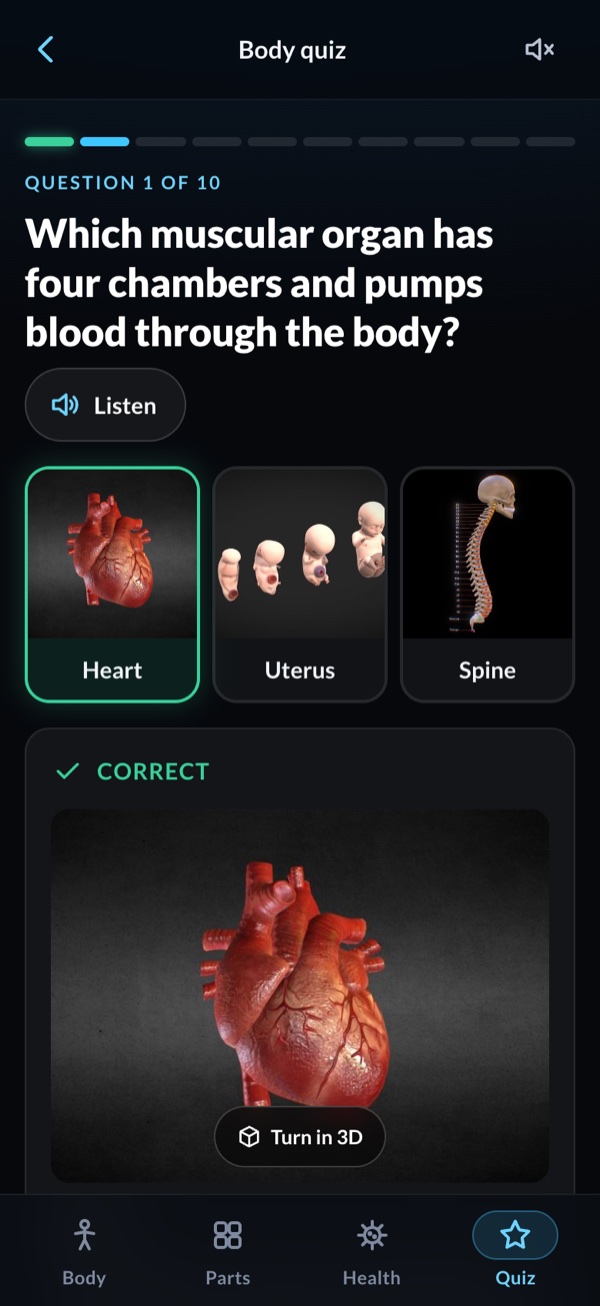 Body quiz
QUESTION 1 OF 10
Which muscular organ has
four chambers and pumps
blood through the body?
Listen
Heart
Uterus
Spine
CORRECT
Turn in 3D
Body
Parts
Health
Quiz